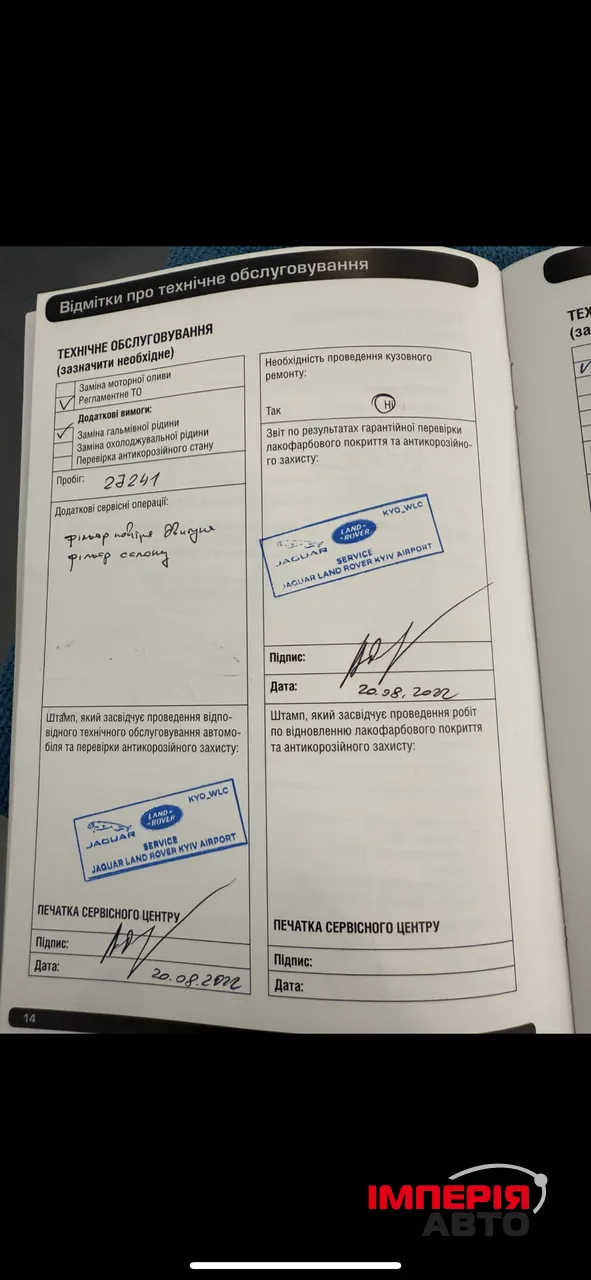 Відмітки про технічне обслуговування
ТЕХНІЧНЕ ОБСЛУГОВУВАННЯ
(зазначити необхідне)
Заміна моторної оливи
Регламентне ТО
Додаткові вимоги:
Заміна гальмівної рідини
Заміна охолоджувальної рідини
Перевірка антикорозійного стану
Пробіг: 27241
Додаткові сервісні операції:
фільтр повітря двигуна
фільтр салону
Штамп, який засвідчує проведення відпо-
відного технічного обслуговування автомо-
біля та перевірки антикорозійного захисту:
KYO_WLC
LAND-
-ROVER
JAGUAR
SERVICE
JAGUAR LAND ROVER KYIV AIRPORT
ПЕЧАТКА СЕРВІСНОГО ЦЕНТРУ
Підпис:
Дата: 20.08.2022
Необхідність проведення кузовного
ремонту:
Так Ні
Звіт по результатах гарантійної перевірки
лакофарбового покриття та антикорозійно-
го захисту:
KYO_WLC
LAND-
-ROVER
JAGUAR
SERVICE
JAGUAR LAND ROVER KYIV AIRPORT
Підпис:
Дата: 20.08.2022
Штамп, який засвідчує проведення робіт
по відновленню лакофарбового покриття
та антикорозійного захисту:
ПЕЧАТКА СЕРВІСНОГО ЦЕНТРУ
Підпис:
Дата:
14
ТЕХ
(за
ІМПЕРІЯ
АВТО